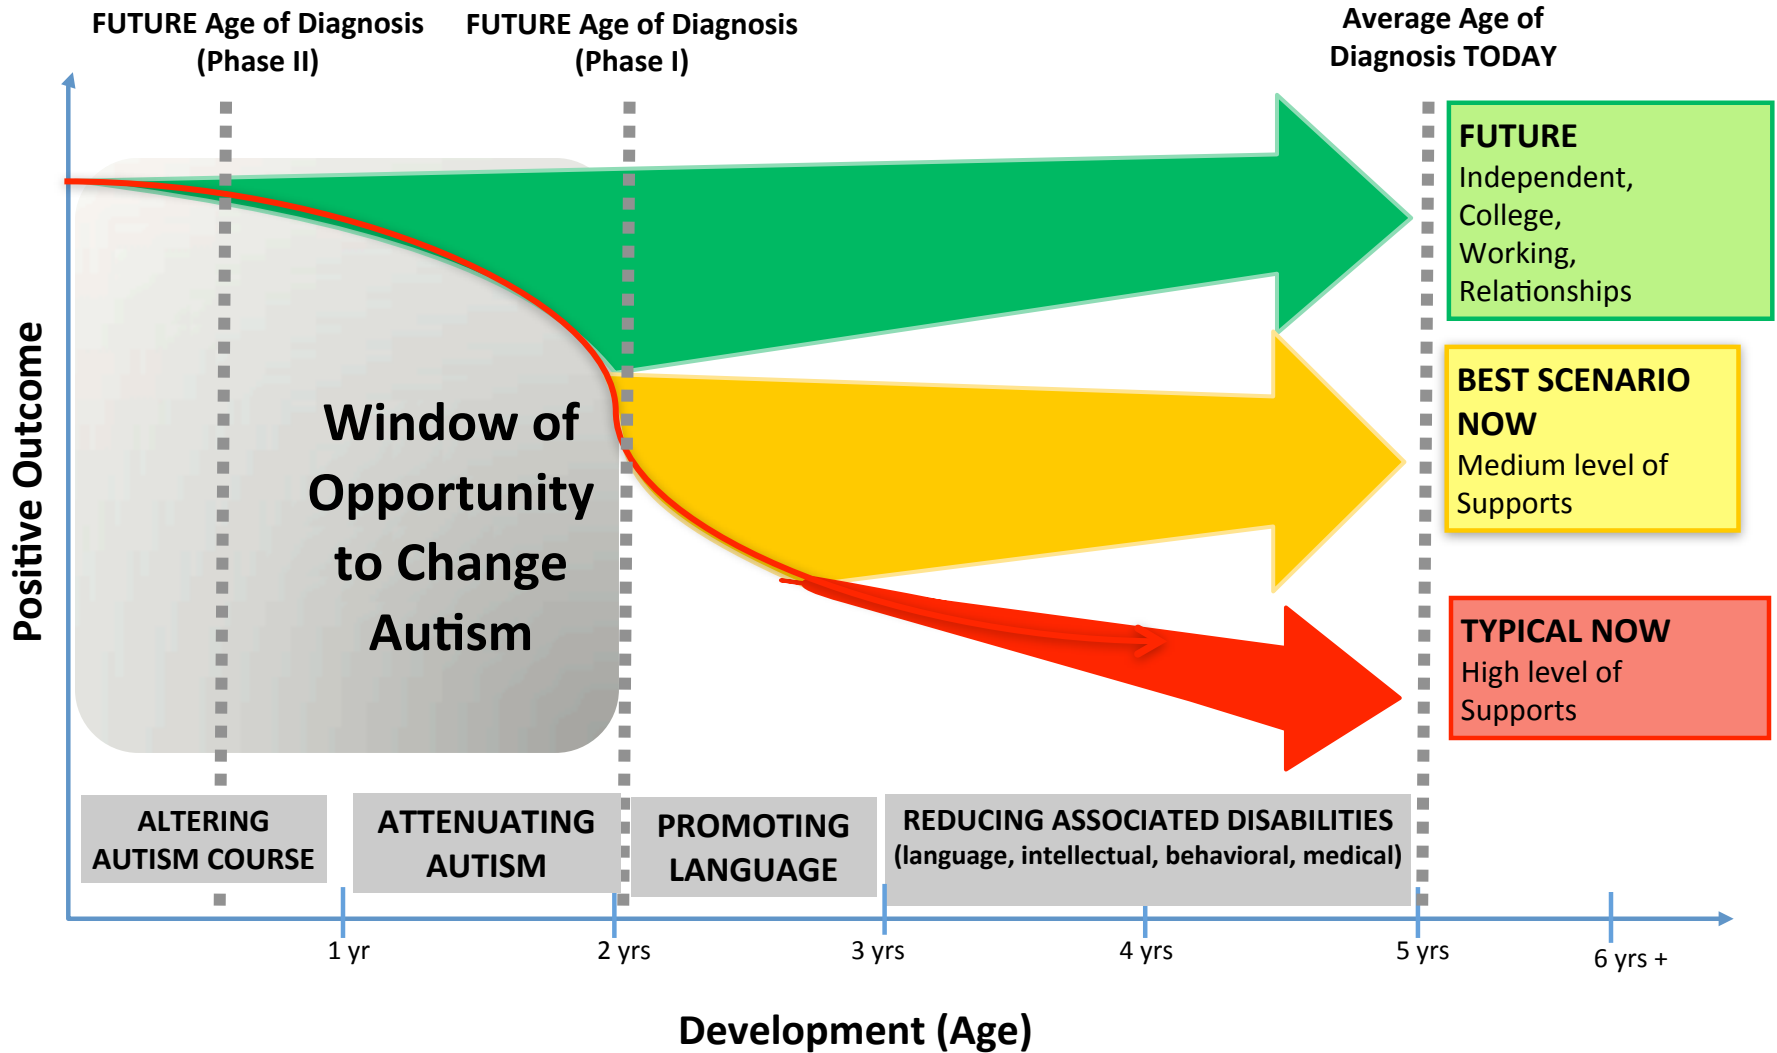 FUTURE Age of Diagnosis
(Phase II)
FUTURE Age of Diagnosis
(Phase I)
Average Age of
Diagnosis TODAY
FUTURE
Independent,
College,
Working,
Relationships
BEST SCENARIO
NOW
Medium level of
Supports
TYPICAL NOW
High level of
Supports
Positive Outcome
Window of
Opportunity
to Change
Autism
ALTERING
AUTISM COURSE
ATTENUATING
AUTISM
PROMOTING
LANGUAGE
REDUCING ASSOCIATED DISABILITIES
(language, intellectual, behavioral, medical)
1 yr
2 yrs
3 yrs
4 yrs
5 yrs
6 yrs +
Development (Age)